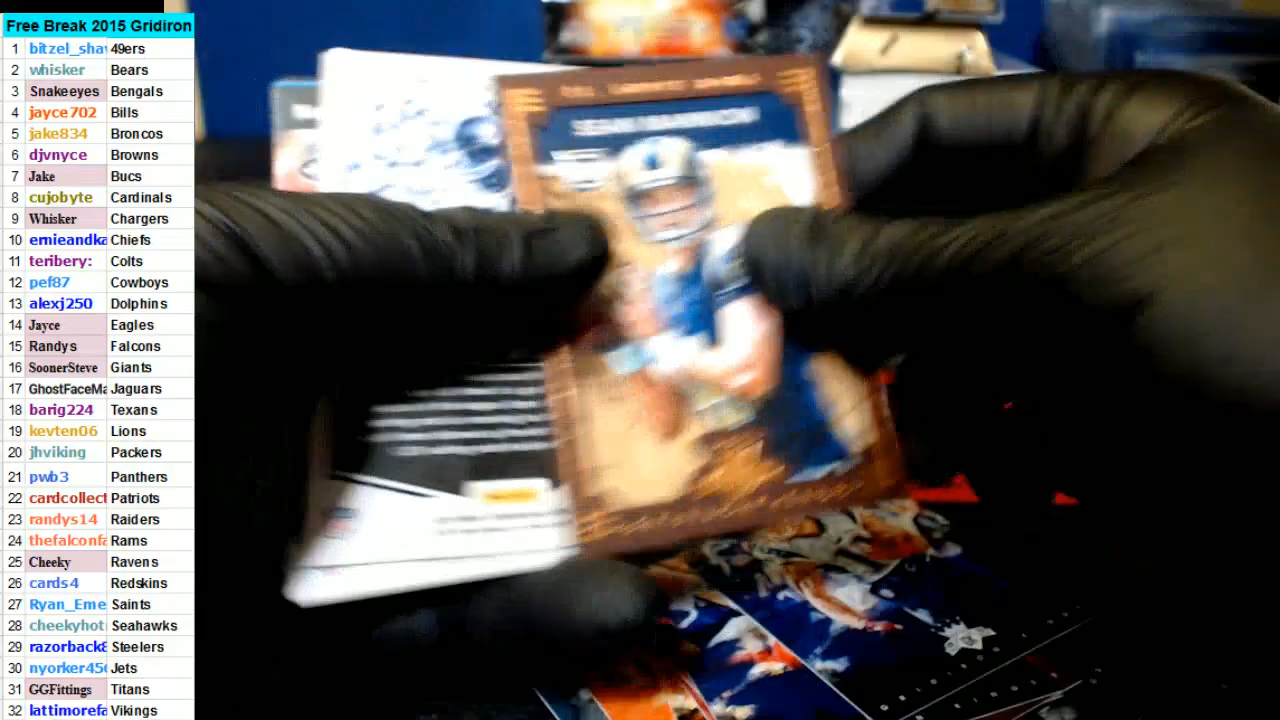 Free Break 2015 Gridiron
1 bitzel_shav 49ers
2 whisker Bears
3 Snakeeyes Bengals
4 jayce702 Bills
5 jake834 Broncos
6 djvnyce Browns
7 Jake Bucs
8 cujobyte Cardinals
9 Whisker Chargers
10 ernieandka Chiefs
11 teribery: Colts
12 pef87 Cowboys
13 alexj250 Dolphins
14 Jayce Eagles
15 Randys Falcons
16 SoonerSteve Giants
17 GhostFaceMa Jaguars
18 barig224 Texans
19 kevten06 Lions
20 jhviking Packers
21 pwb3 Panthers
22 cardcollect Patriots
23 randys14 Raiders
24 thefalconfa Rams
25 Cheeky Ravens
26 cards4 Redskins
27 Ryan_Eme Saints
28 cheekyhot Seahawks
29 razorback8 Steelers
30 nyorker450 Jets
31 GGFittings Titans
32 lattimorefa Vikings